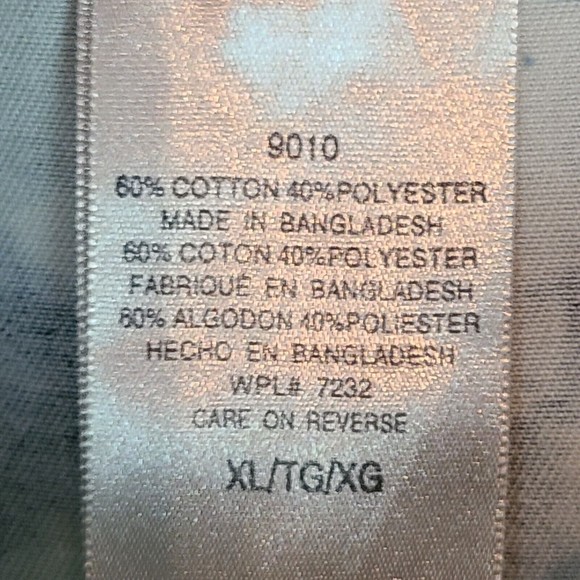 9010
60% COTTON 40%POLYESTER
MADE IN BANGLADESH
60% COTON 40%POLYESTER
FABRIQUÉ EN BANGLADESH
60% ALGODON 40%POLIESTER
HECHO EN BANGLADESH
WPL# 7232
CARE ON REVERSE
XL/TG/XG